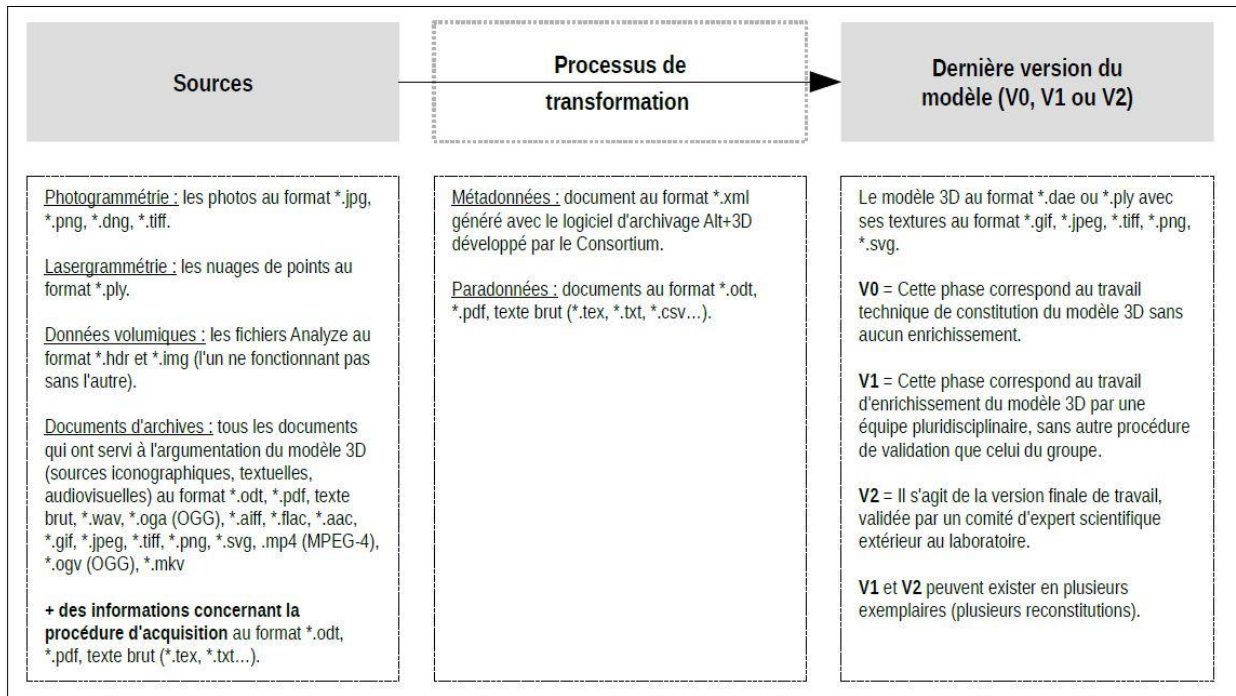 Sources
Processus de
transformation
Dernière version du
modèle (V0, V1 ou V2)
Photogrammétrie : les photos au format *.jpg,
*.png, *.dng, *.tiff.
Lasergrammétrie : les nuages de points au
format *.ply.
Données volumiques : les fichiers Analyze au
format *.hdr et *.img (l'un ne fonctionnant pas
sans l'autre).
Documents d'archives : tous les documents
qui ont servi à l'argumentation du modèle 3D
(sources iconographiques, textuelles,
audiovisuelles) au format *.odt, *.pdf, texte
brut, *.wav, *.oga (OGG), *.aiff, *.flac, *.aac,
*.gif, *.jpeg, *.tiff, *.png, *.svg, .mp4 (MPEG-4),
*.ogv (OGG), *.mkv
+ des informations concernant la
procédure d'acquisition au format *.odt,
*.pdf, texte brut (*.tex, *.txt...).
Métadonnées : document au format *.xml
généré avec le logiciel d'archivage Alt+3D
développé par le Consortium.
Paradonnées : documents au format *.odt,
*.pdf, texte brut (*.tex, *.txt, *.csv...).
Le modèle 3D au format *.dae ou *.ply avec
ses textures au format *.gif, *.jpeg, *.tiff, *.png,
*.svg.
V0 = Cette phase correspond au travail
technique de constitution du modèle 3D sans
aucun enrichissement.
V1 = Cette phase correspond au travail
d'enrichissement du modèle 3D par une
équipe pluridisciplinaire, sans autre procédure
de validation que celui du groupe.
V2 = Il s'agit de la version finale de travail,
validée par un comité d'expert scientifique
extérieur au laboratoire.
V1 et V2 peuvent exister en plusieurs
exemplaires (plusieurs reconstitutions).